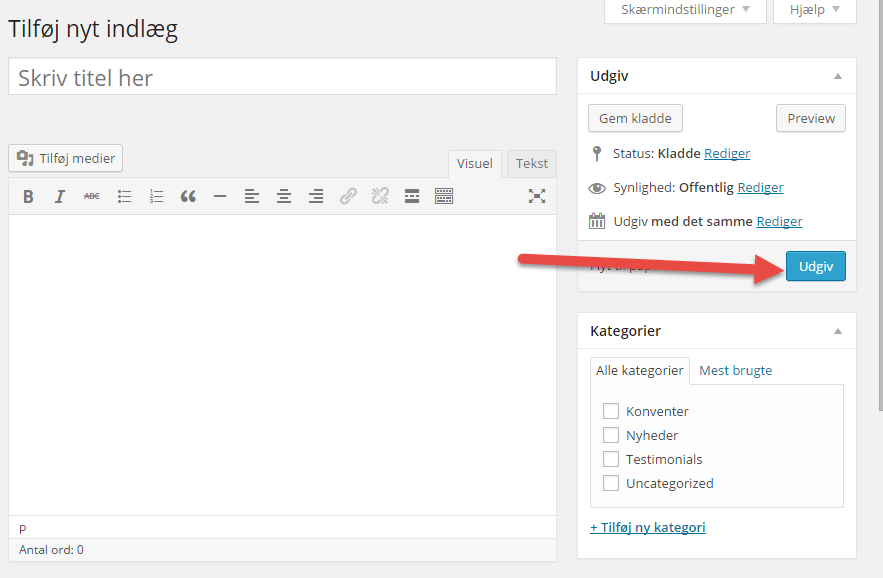 Skærmindstillinger
Hjælp
Tilføj nyt indlæg
Skriv titel her
Tilføj medier
Visuel
Tekst
B I ABC
p
Antal ord: 0
Udgiv
Gem kladde
Preview
Status: Kladde Rediger
Synlighed: Offentlig Rediger
Udgiv med det samme Rediger
Udgiv
Kategorier
Alle kategorier
Mest brugte
Konventer
Nyheder
Testimonials
Uncategorized
+ Tilføj ny kategori